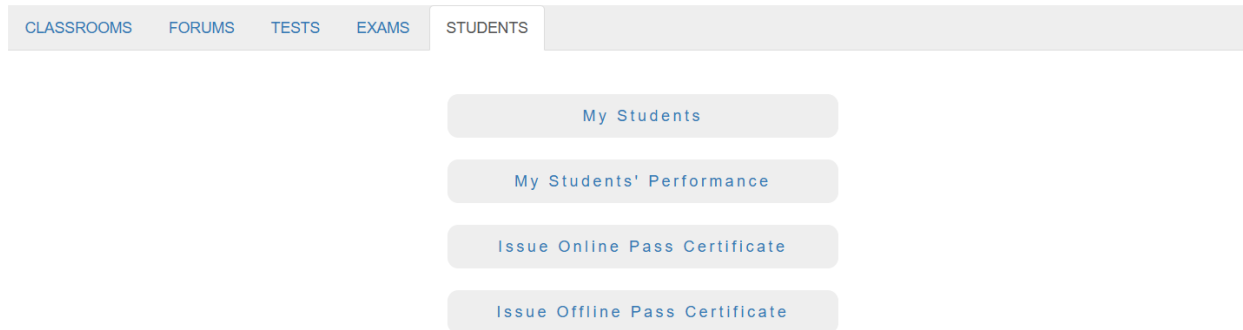 CLASSROOMS FORUMS TESTS EXAMS STUDENTS
My Students
My Students' Performance
Issue Online Pass Certificate
Issue Offline Pass Certificate